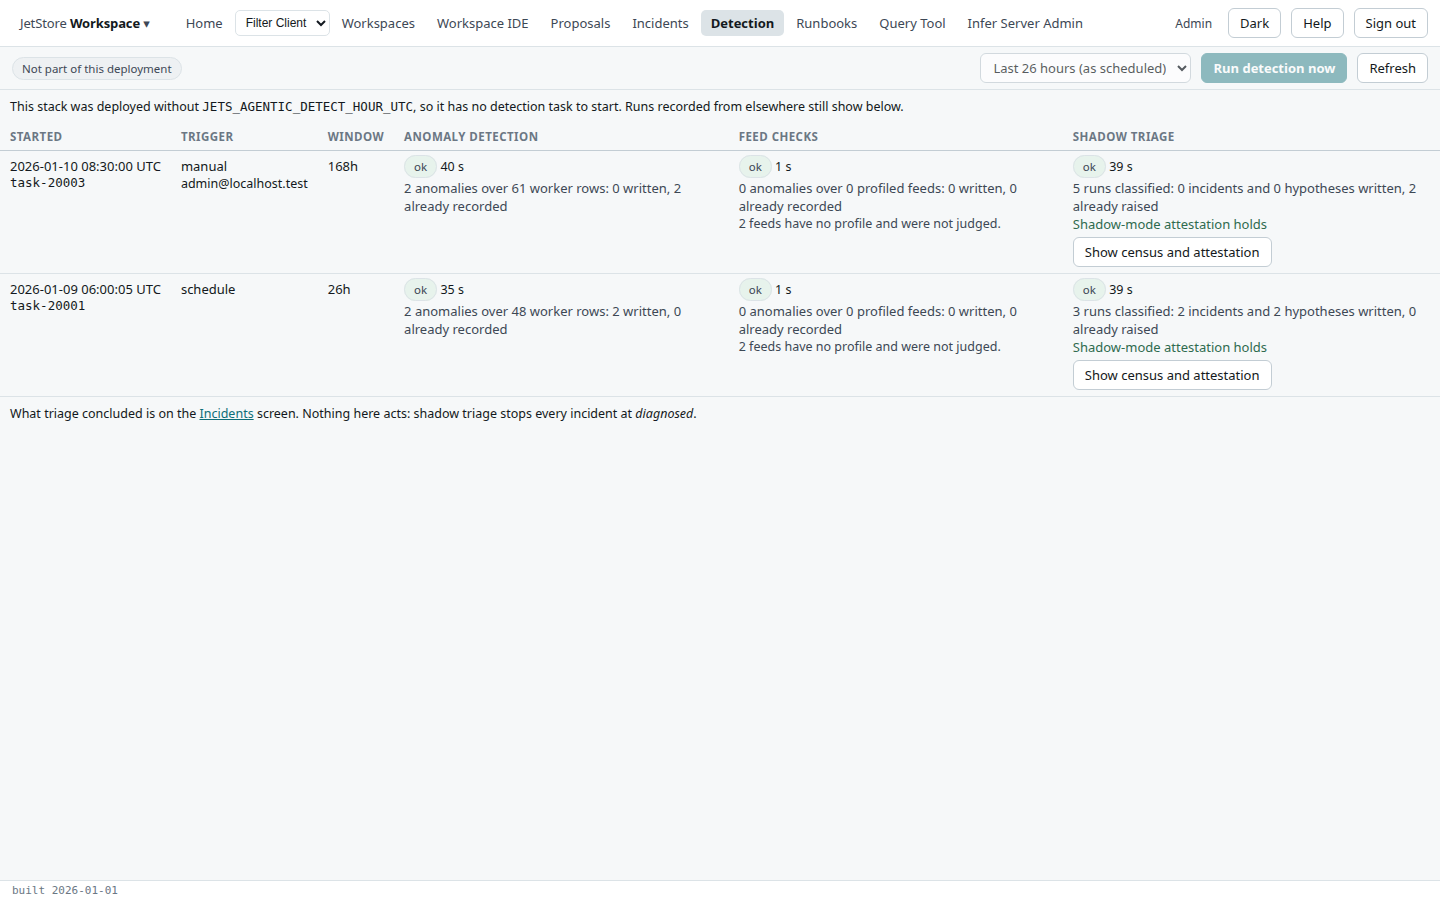 JetStore Workspace ▾ Home Filter Client Workspaces Workspace IDE Proposals Incidents Detection Runbooks Query Tool Infer Server Admin Admin Dark Help Sign out
Not part of this deployment Last 26 hours (as scheduled) Run detection now Refresh
This stack was deployed without JETS_AGENTIC_DETECT_HOUR_UTC, so it has no detection task to start. Runs recorded from elsewhere still show below.
STARTED TRIGGER WINDOW ANOMALY DETECTION FEED CHECKS SHADOW TRIAGE
2026-01-10 08:30:00 UTC manual 168h ok 40 s ok 1 s ok 39 s
task-20003 admin@localhost.test
2 anomalies over 61 worker rows: 0 written, 2 0 anomalies over 0 profiled feeds: 0 written, 0 5 runs classified: 0 incidents and 0 hypotheses written, 2
already recorded already recorded already raised
2 feeds have no profile and were not judged. Shadow-mode attestation holds
Show census and attestation
2026-01-09 06:00:05 UTC schedule 26h ok 35 s ok 1 s ok 39 s
task-20001
2 anomalies over 48 worker rows: 2 written, 0 0 anomalies over 0 profiled feeds: 0 written, 0 3 runs classified: 2 incidents and 2 hypotheses written, 0
already recorded already recorded already raised
2 feeds have no profile and were not judged. Shadow-mode attestation holds
Show census and attestation
What triage concluded is on the Incidents screen. Nothing here acts: shadow triage stops every incident at diagnosed.
built 2026-01-01